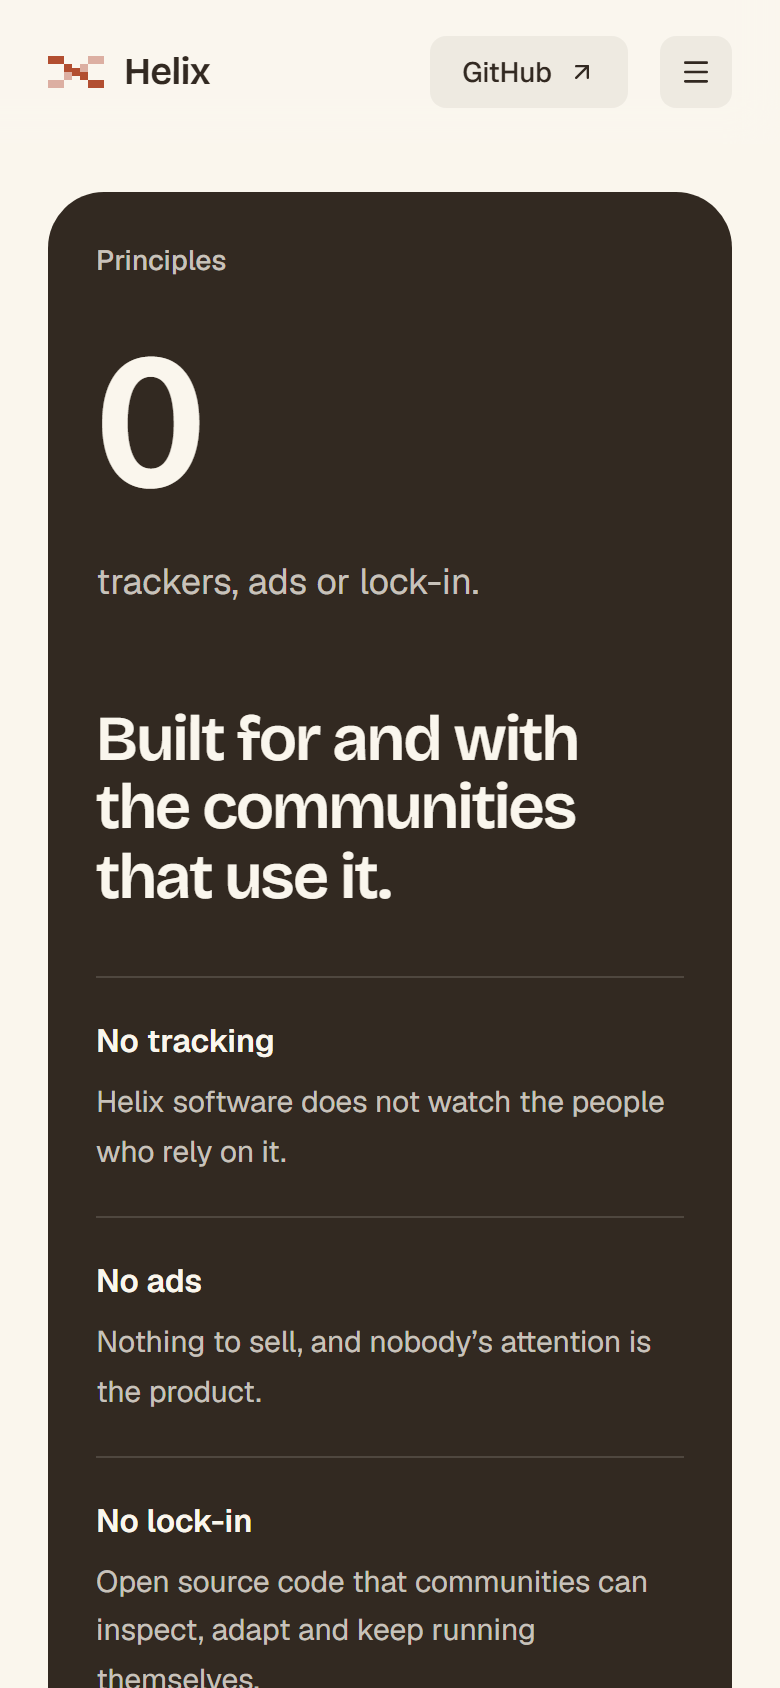 Helix
GitHub
Principles
0
trackers, ads or lock-in.
Built for and with
the communities
that use it.
No tracking
Helix software does not watch the people
who rely on it.
No ads
Nothing to sell, and nobody’s attention is
the product.
No lock-in
Open source code that communities can
inspect, adapt and keep running
themselves.